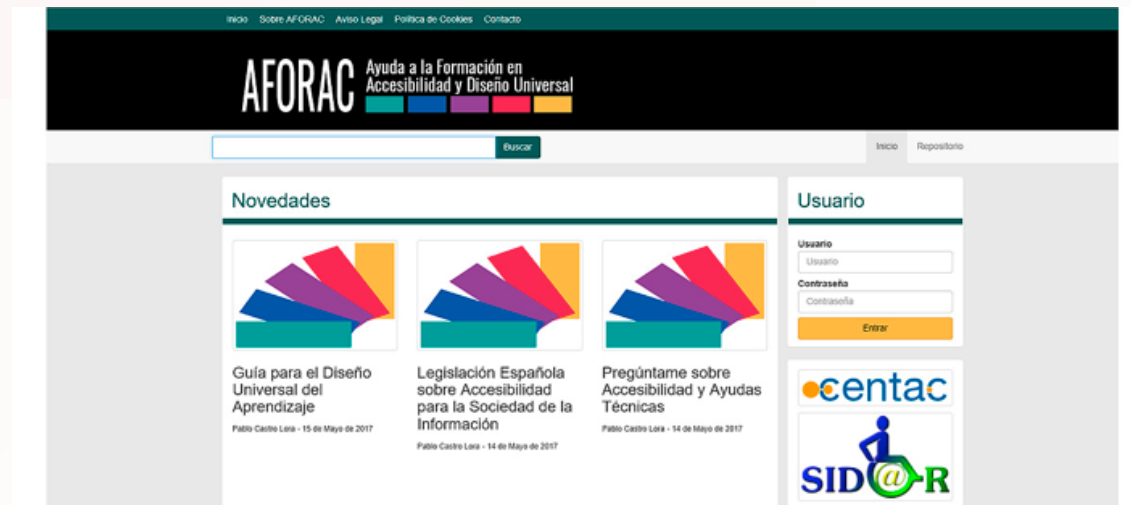 Inicio Sobre AFORAC Aviso Legal Política de Cookies Contacto
AFORAC
Ayuda a la Formación en
Accesibilidad y Diseño Universal
Buscar
Inicio Repositorio
Novedades
Guía para el Diseño
Universal del
Aprendizaje
Pablo Castro Lora - 15 de Mayo de 2017
Legislación Española
sobre Accesibilidad
para la Sociedad de la
Información
Pablo Castro Lora - 14 de Mayo de 2017
Pregúntame sobre
Accesibilidad y Ayudas
Técnicas
Pablo Castro Lora - 14 de Mayo de 2017
Usuario
Usuario
Usuario
Contraseña
Contraseña
Entrar
centac
SID@R